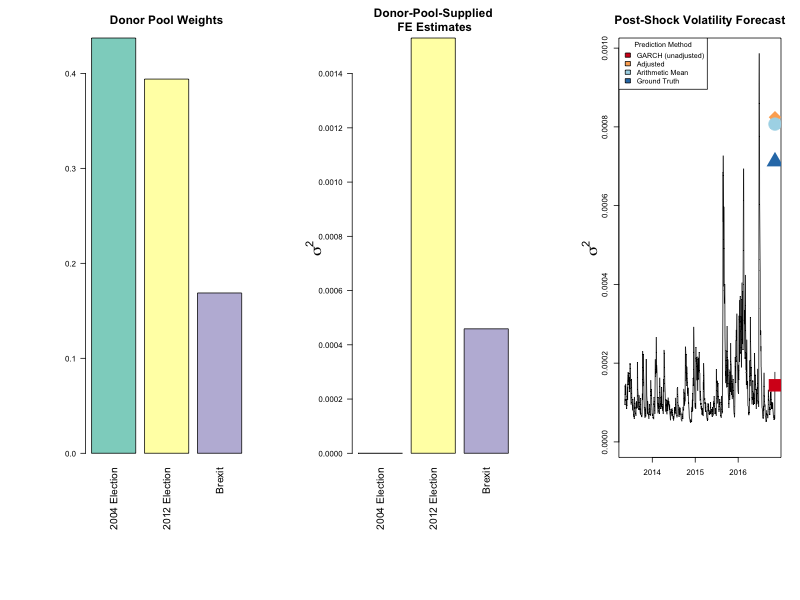 Donor Pool Weights
0.4
0.3
0.2
0.1
0.0
2004 Election
2012 Election
Brexit
Donor-Pool-Supplied
FE Estimates
σ2
0.0014
0.0012
0.0010
0.0008
0.0006
0.0004
0.0002
0.0000
2004 Election
2012 Election
Brexit
Post-Shock Volatility Forecast
σ2
0.0010
0.0008
0.0006
0.0004
0.0002
0.0000
Prediction Method
GARCH (unadjusted)
Adjusted
Arithmetic Mean
Ground Truth
2014
2015
2016